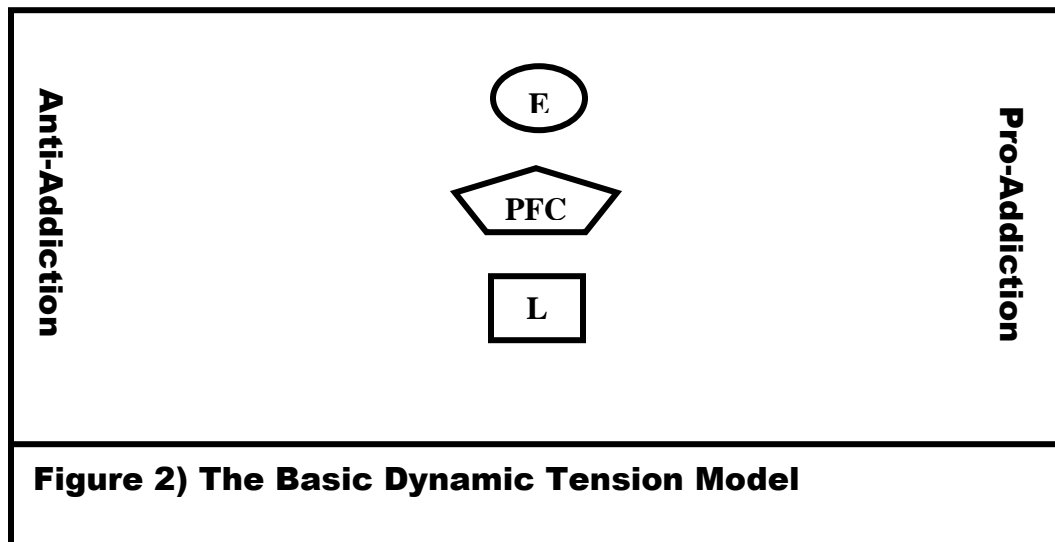 Anti-Addiction
E
PFC
L
Pro-Addiction
Figure 2) The Basic Dynamic Tension Model